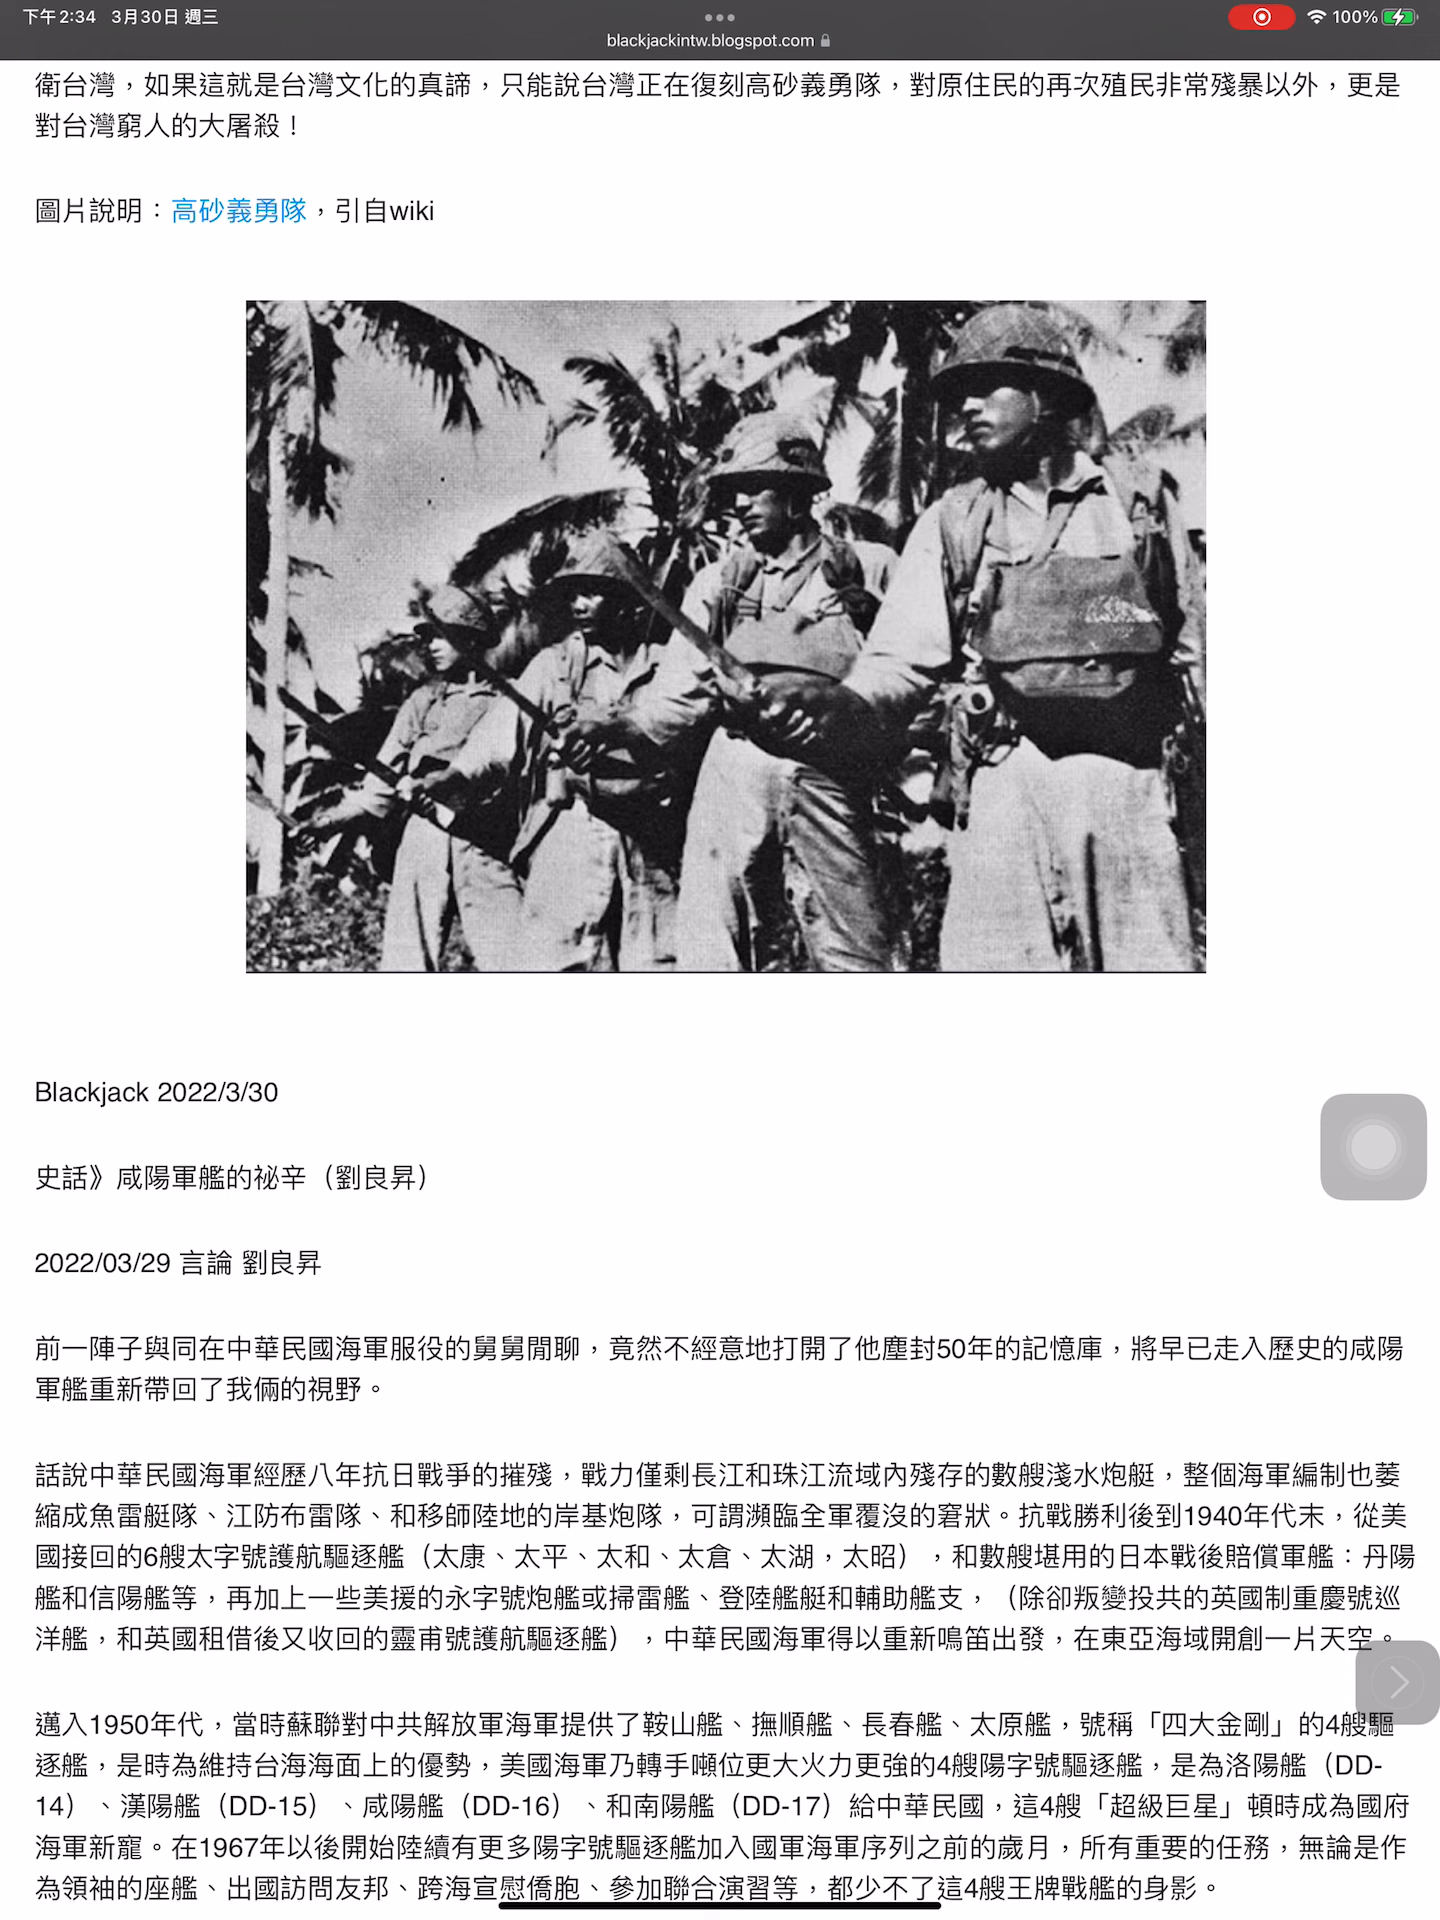 下午2:34 3月30日 週三
100%
blackjackintw.blogspot.com
衛台灣，如果這就是台灣文化的真諦，只能說台灣正在復刻高砂義勇隊，對原住民的再次殖民非常殘暴以外，更是
對台灣窮人的大屠殺！
圖片說明：高砂義勇隊，引自wiki
Blackjack 2022/3/30
史話》咸陽軍艦的祕辛（劉良昇）
2022/03/29 言論 劉良昇
前一陣子與同在中華民國海軍服役的舅舅閒聊，竟然不經意地打開了他塵封50年的記憶庫，將早已走入歷史的咸陽
軍艦重新帶回了我倆的視野。
話說中華民國海軍經歷八年抗日戰爭的摧殘，戰力僅剩長江和珠江流域內殘存的數艘淺水炮艇，整個海軍編制也萎
縮成魚雷艇隊、江防布雷隊、和移師陸地的岸基炮隊，可謂瀕臨全軍覆沒的窘狀。抗戰勝利後到1940年代末，從美
國接回的6艘太字號護航驅逐艦（太康、太平、太和、太倉、太湖，太昭），和數艘堪用的日本戰後賠償軍艦：丹陽
艦和信陽艦等，再加上一些美援的永字號炮艦或掃雷艦、登陸艦艇和輔助艦支，（除卻叛變投共的英國制重慶號巡
洋艦，和英國租借後又收回的靈甫號護航驅逐艦），中華民國海軍得以重新鳴笛出發，在東亞海域開創一片天空。
邁入1950年代，當時蘇聯對中共解放軍海軍提供了鞍山艦、撫順艦、長春艦、太原艦，號稱「四大金剛」的4艘驅
逐艦，是時為維持台海海面上的優勢，美國海軍乃轉手噸位更大火力更強的4艘陽字號驅逐艦，是為洛陽艦（DD-
14）、漢陽艦（DD-15）、咸陽艦（DD-16）、和南陽艦（DD-17）給中華民國，這4艘「超級巨星」頓時成為國府
海軍新寵。在1967年以後開始陸續有更多陽字號驅逐艦加入國軍海軍序列之前的歲月，所有重要的任務，無論是作
為領袖的座艦、出國訪問友邦、跨海宣慰僑胞、參加聯合演習等，都少不了這4艘王牌戰艦的身影。